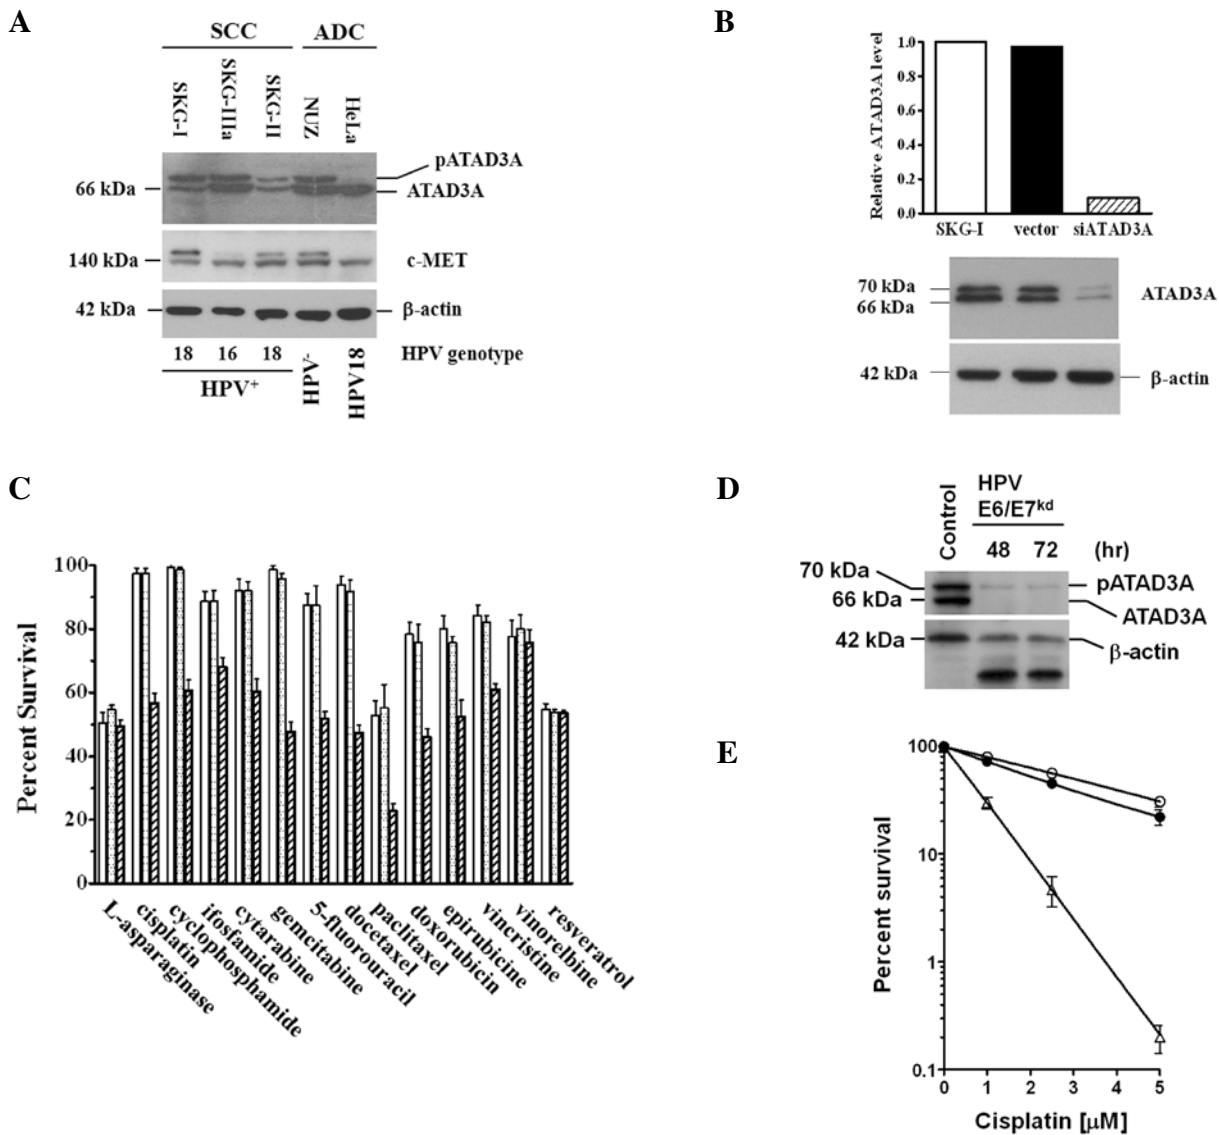 A
SCC ADC
SKG-I
SKG-IIIa
SKG-II
NUZ
HeLa
pATAD3A
66 kDa
ATAD3A
140 kDa
c-MET
42 kDa
β-actin
18 16 18
HPV-
HPV18
HPV genotype
HPV+
B
Relative ATAD3A level
1.0
0.8
0.6
0.4
0.2
0.0
SKG-I vector siATAD3A
70 kDa
66 kDa
ATAD3A
42 kDa
β-actin
C
Percent Survival
100
80
60
40
20
0
L-asparaginase
cisplatin
cyclophosphamide
ifosfamide
cytarabine
gemcitabine
5-fluorouracil
docetaxel
paclitaxel
doxorubicin
epirubicine
vincristine
vinorelbine
resveratrol
D
Control
HPV
E6/E7kd
48 72 (hr)
70 kDa
pATAD3A
66 kDa
ATAD3A
42 kDa
β-actin
E
Percent survival
100
10
1
0.1
0 1 2 3 4 5
Cisplatin [μM]